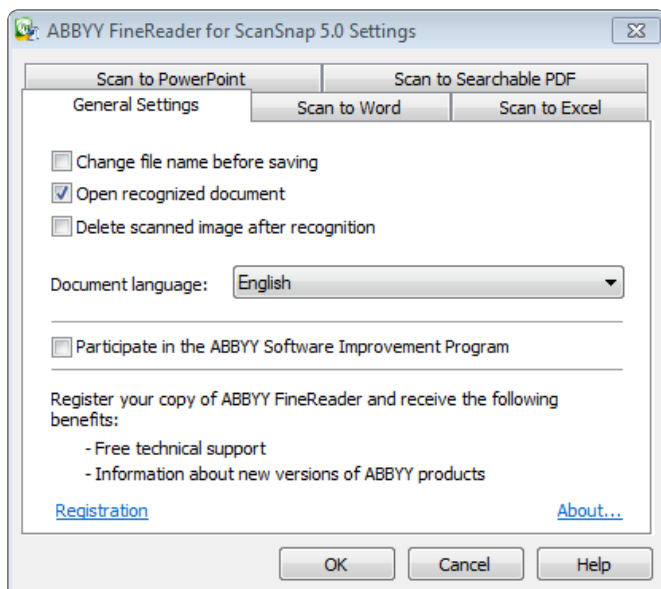 ABBYY FineReader for ScanSnap 5.0 Settings
Scan to PowerPoint
Scan to Searchable PDF
General Settings
Scan to Word
Scan to Excel
Change file name before saving
Open recognized document
Delete scanned image after recognition
Document language: English
Participate in the ABBYY Software Improvement Program
Register your copy of ABBYY FineReader and receive the following
benefits:
- Free technical support
- Information about new versions of ABBYY products
Registration
About...
OK
Cancel
Help